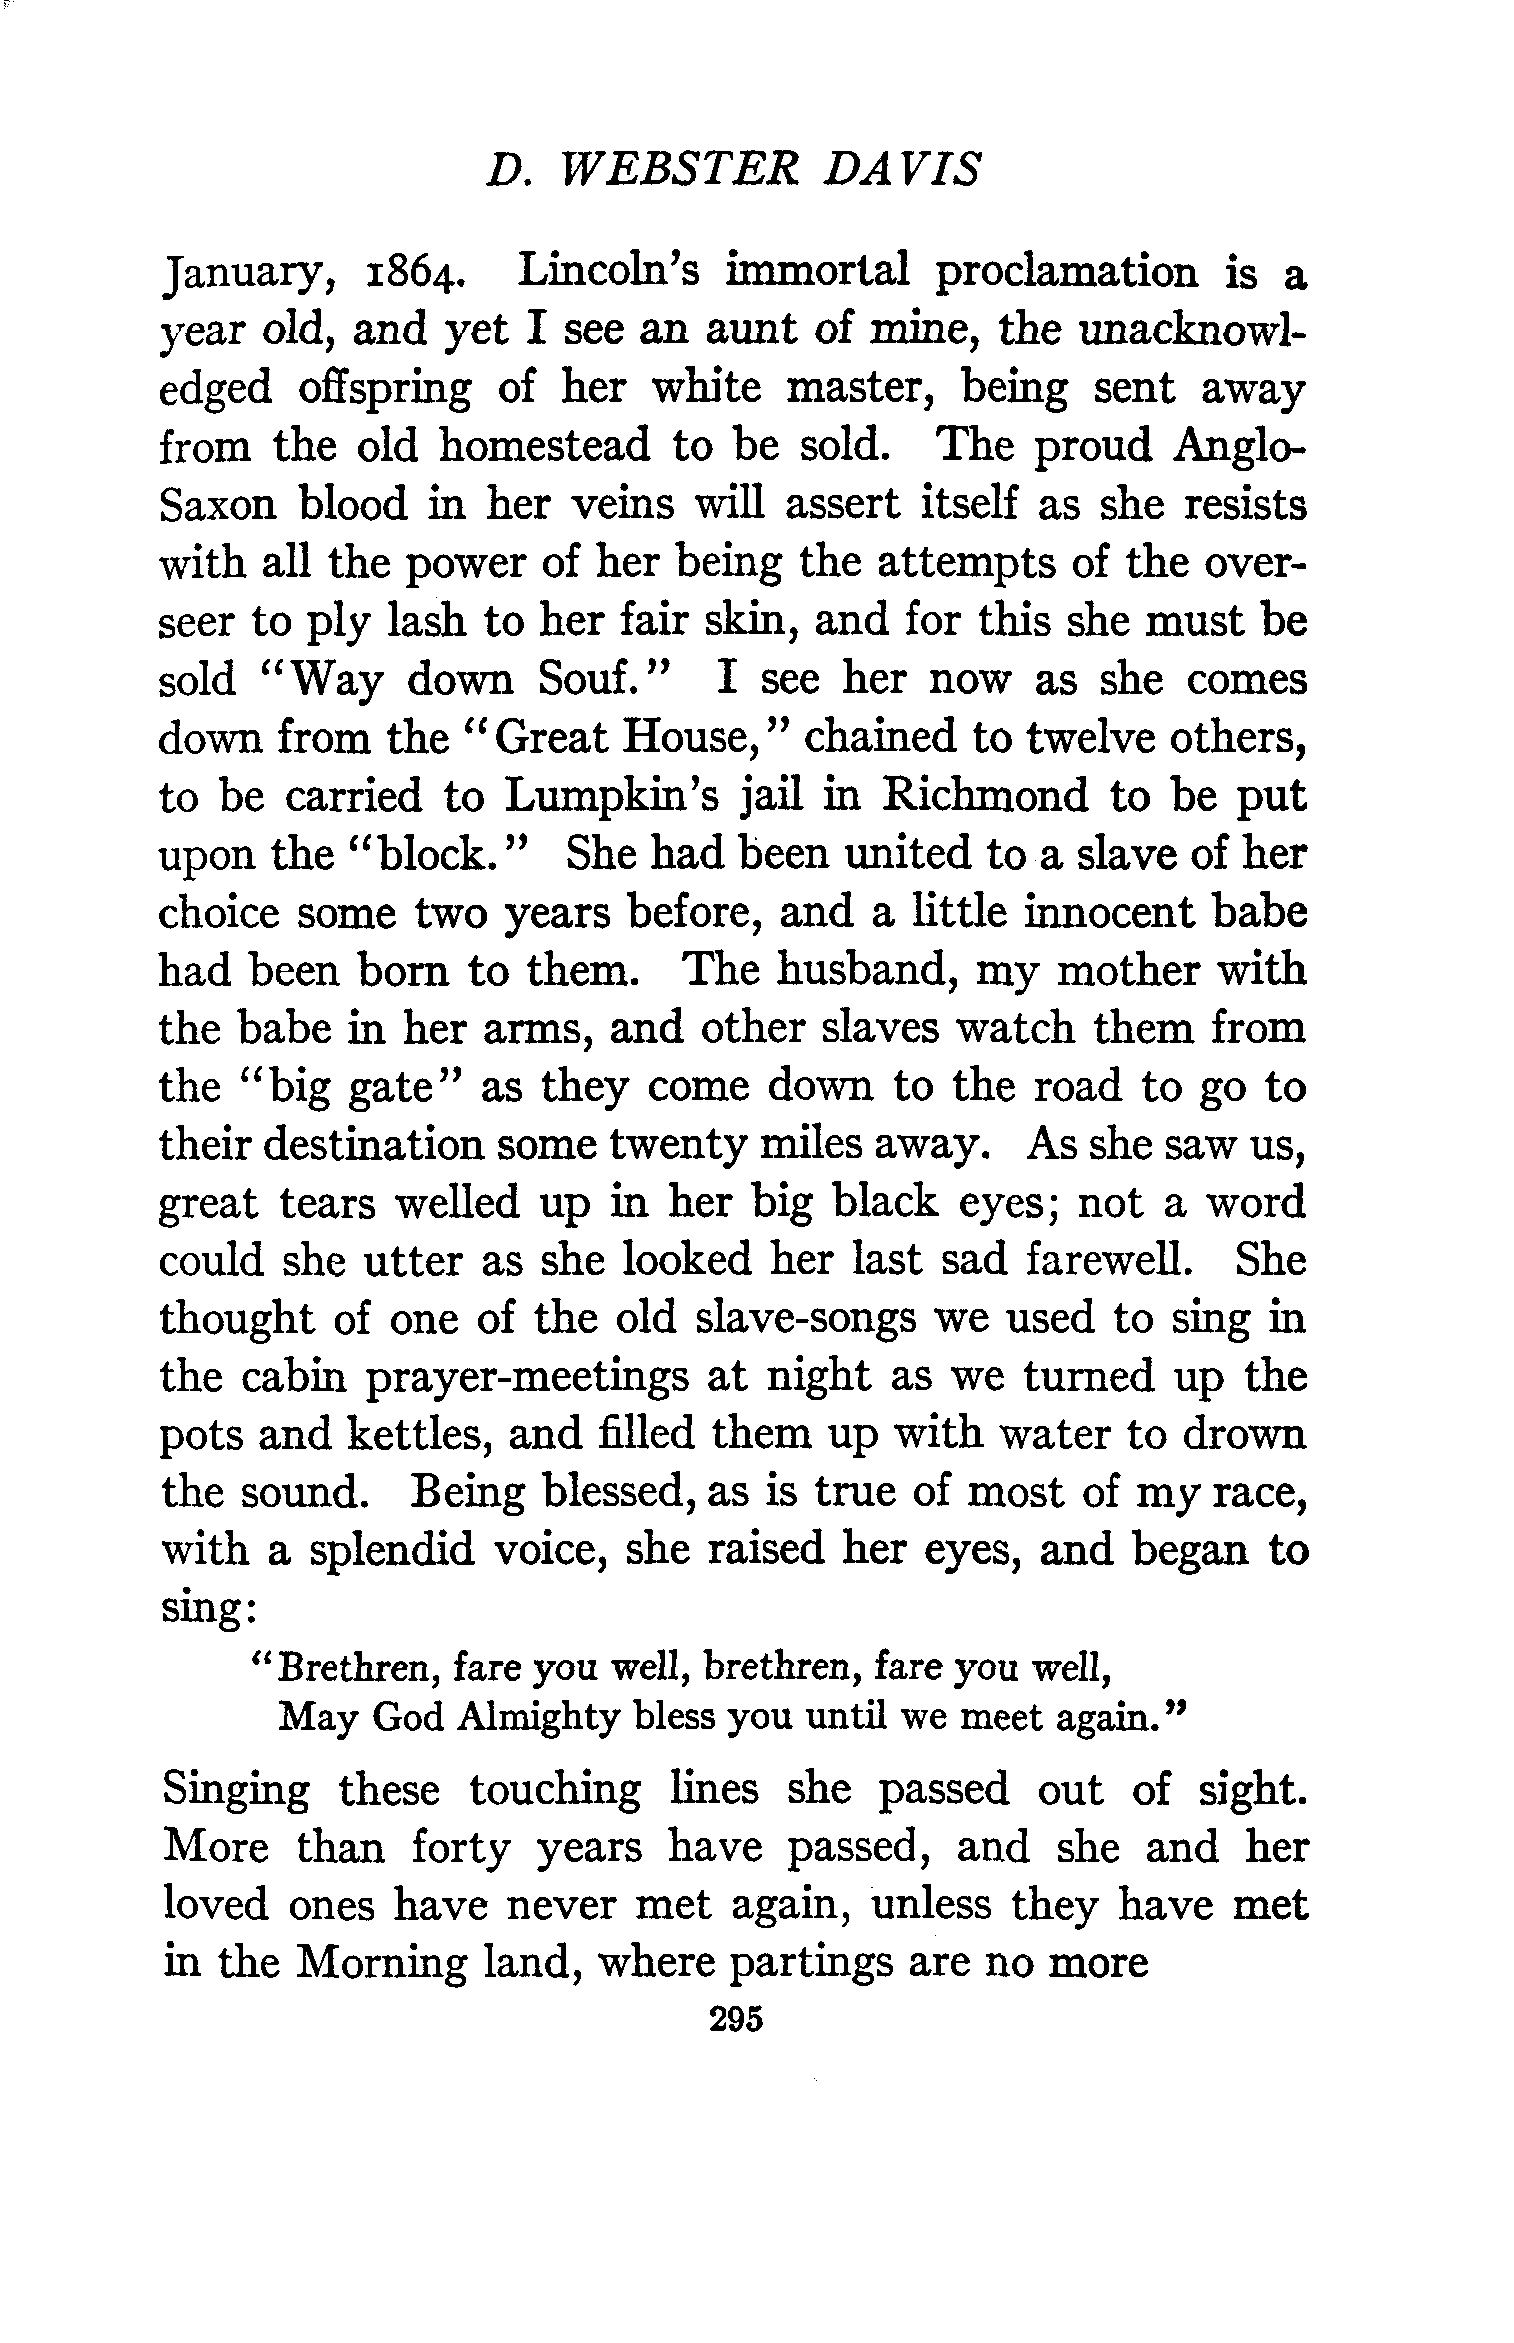 D. WEBSTER DAVIS
January, 1864. Lincoln's immortal proclamation is a
year old, and yet I see an aunt of mine, the unacknowl-
edged offspring of her white master, being sent away
from the old homestead to be sold. The proud Anglo-
Saxon blood in her veins will assert itself as she resists
with all the power of her being the attempts of the over-
seer to ply lash to her fair skin, and for this she must be
sold "Way down Souf." I see her now as she comes
down from the "Great House," chained to twelve others,
to be carried to Lumpkin's jail in Richmond to be put
upon the "block." She had been united to a slave of her
choice some two years before, and a little innocent babe
had been born to them. The husband, my mother with
the babe in her arms, and other slaves watch them from
the "big gate" as they come down to the road to go to
their destination some twenty miles away. As she saw us,
great tears welled up in her big black eyes; not a word
could she utter as she looked her last sad farewell. She
thought of one of the old slave-songs we used to sing in
the cabin prayer-meetings at night as we turned up the
pots and kettles, and filled them up with water to drown
the sound. Being blessed, as is true of most of my race,
with a splendid voice, she raised her eyes, and began to
sing:
"Brethren, fare you well, brethren, fare you well,
May God Almighty bless you until we meet again."
Singing these touching lines she passed out of sight.
More than forty years have passed, and she and her
loved ones have never met again, unless they have met
in the Morning land, where partings are no more
295